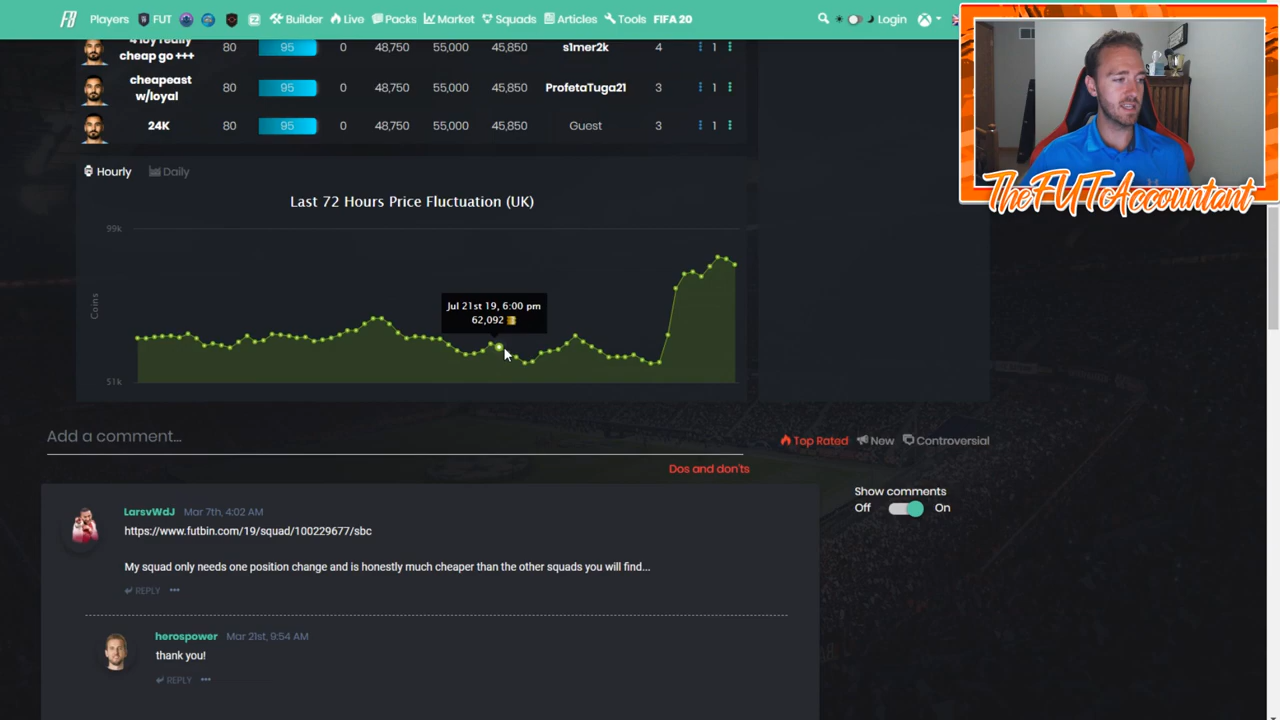 FB Players FUT Builder Live Packs Market Squads Articles Tools FIFA 20 Login
4 loy really
cheap go +++ 80 95 0 48,750 55,000 45,850 s1mer2k 4 1
cheapest
w/loyal 80 95 0 48,750 55,000 45,850 ProfetaTuga21 3 1
24K 80 95 0 48,750 55,000 45,850 Guest 3 1
TheFUTAccountant
Hourly Daily
Last 72 Hours Price Fluctuation (UK)
99k
Coins
Jul 21st 19, 6:00 pm
62,092
51k
Add a comment...
Top Rated New Controversial
Dos and don'ts
Show comments
Off On
LarsvWdJ Mar 7th, 4:02 AM
https://www.futbin.com/19/squad/100229677/sbc
My squad only needs one position change and is honestly much cheaper than the other squads you will find...
REPLY •••
herospower Mar 21st, 9:54 AM
thank you!
REPLY •••